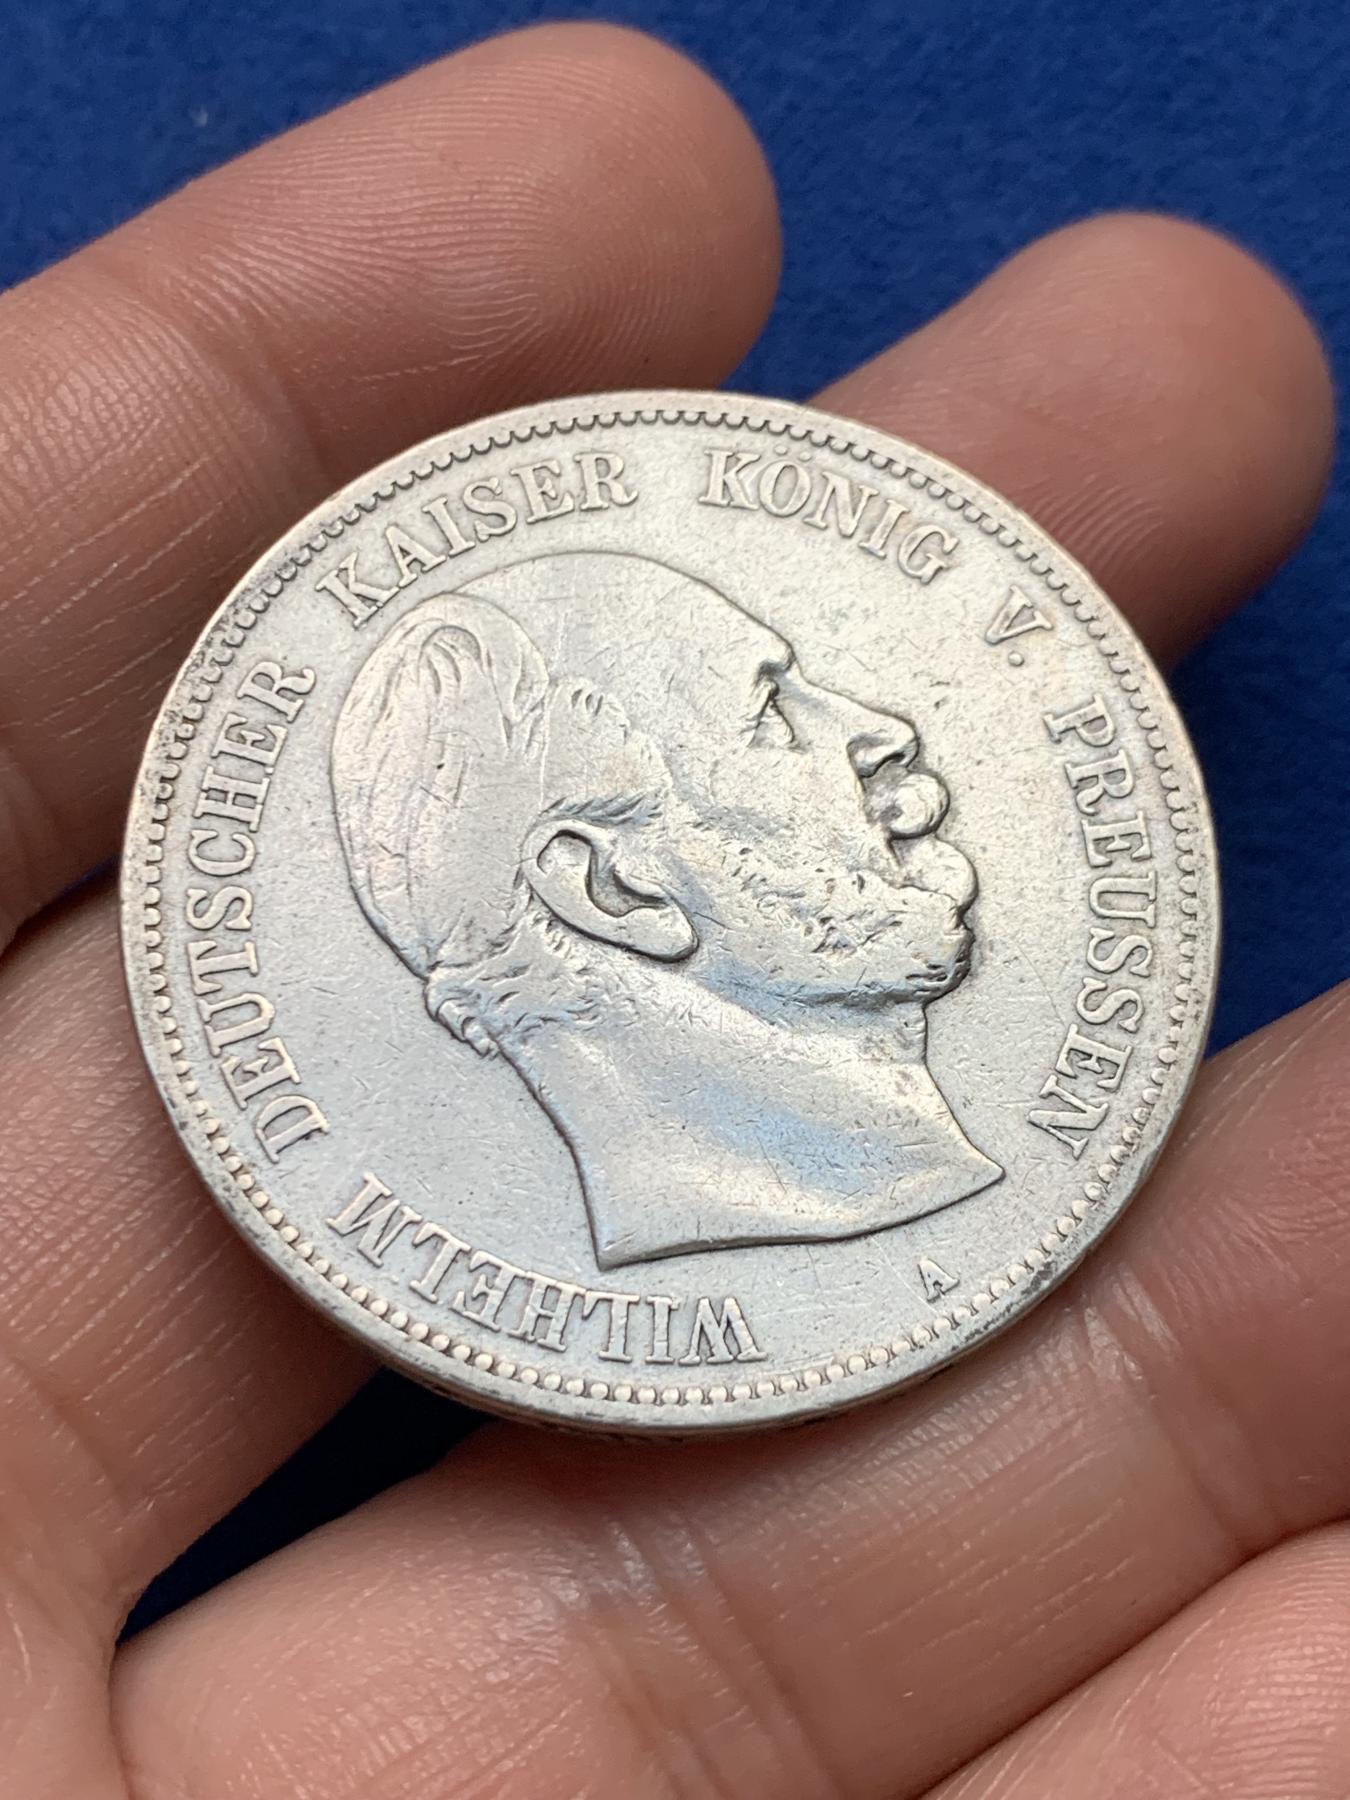 WILHELM DEUTSCHER KAISER KÖNIG V. PREUSSEN
A